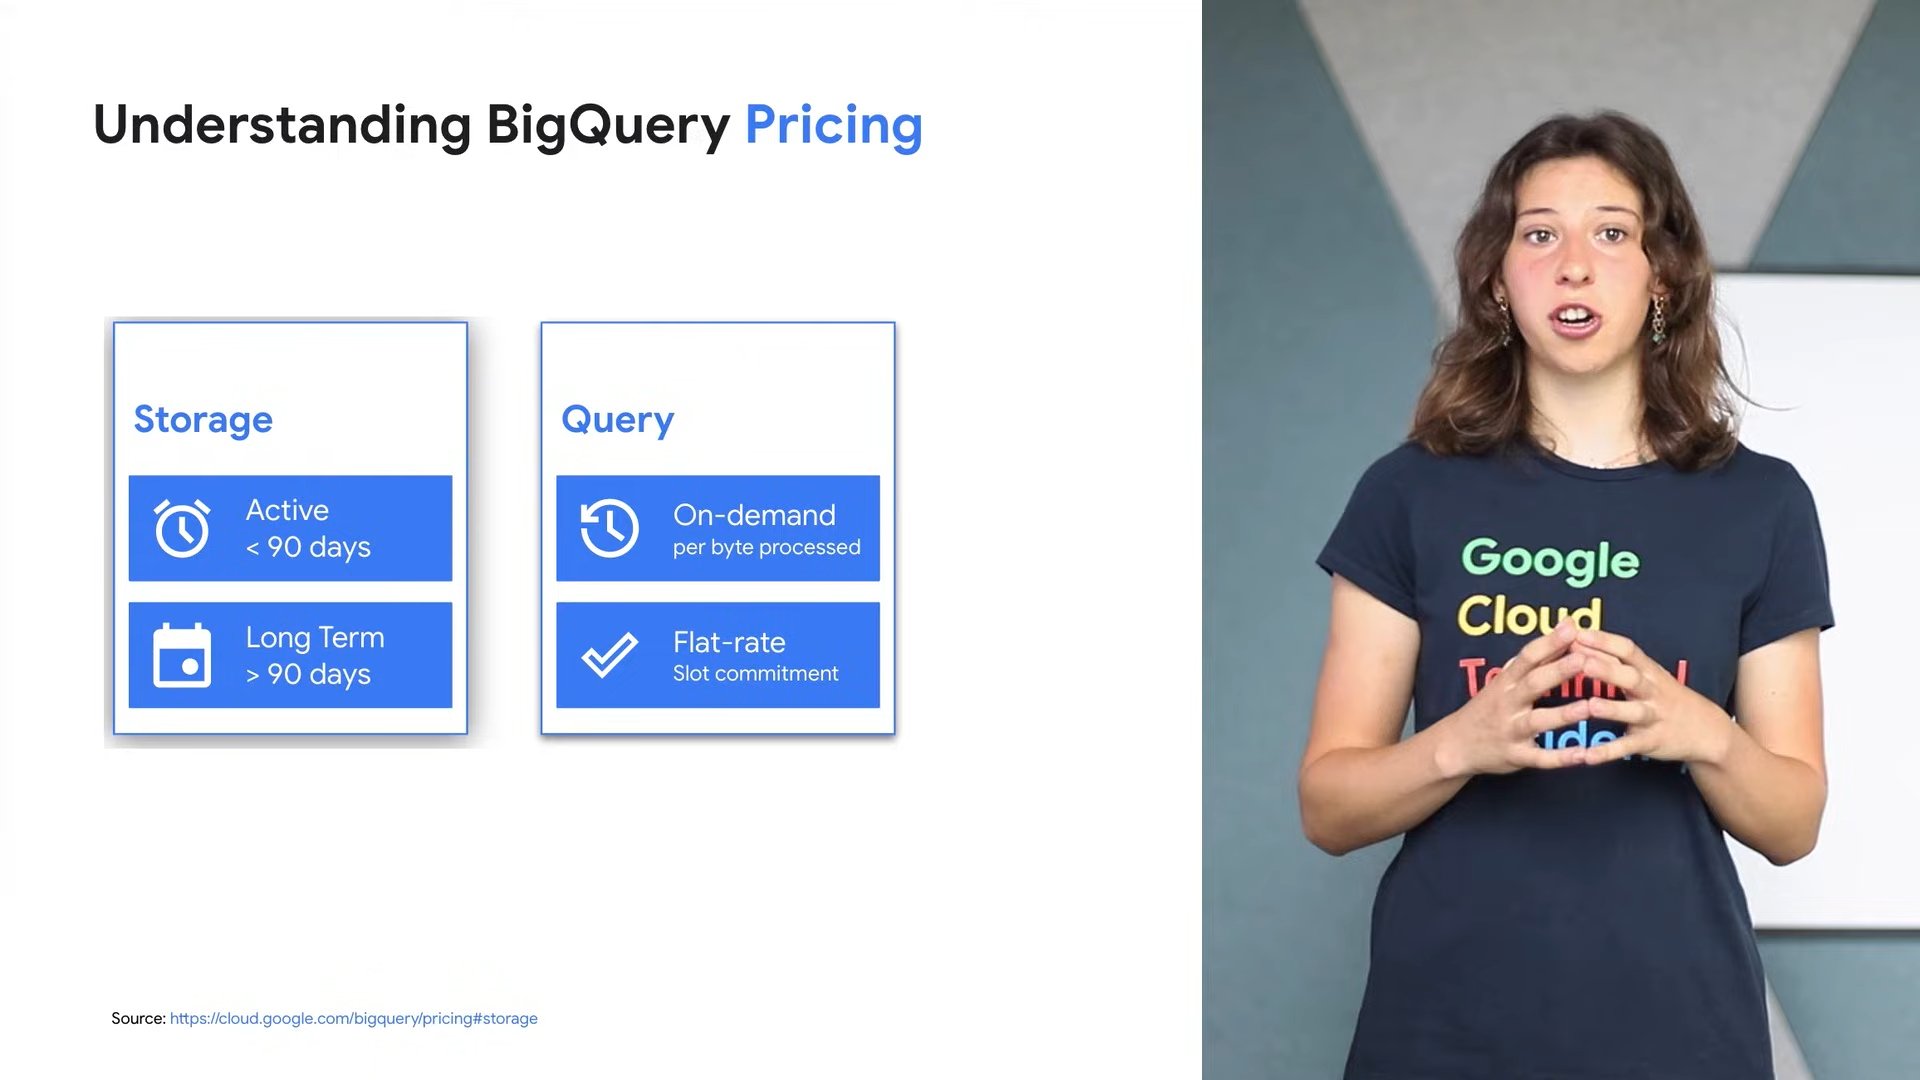 Understanding BigQuery Pricing
Storage
Active
< 90 days
Long Term
> 90 days
Query
On-demand
per byte processed
Flat-rate
Slot commitment
Source: https://cloud.google.com/bigquery/pricing#storage
Google
Cloud